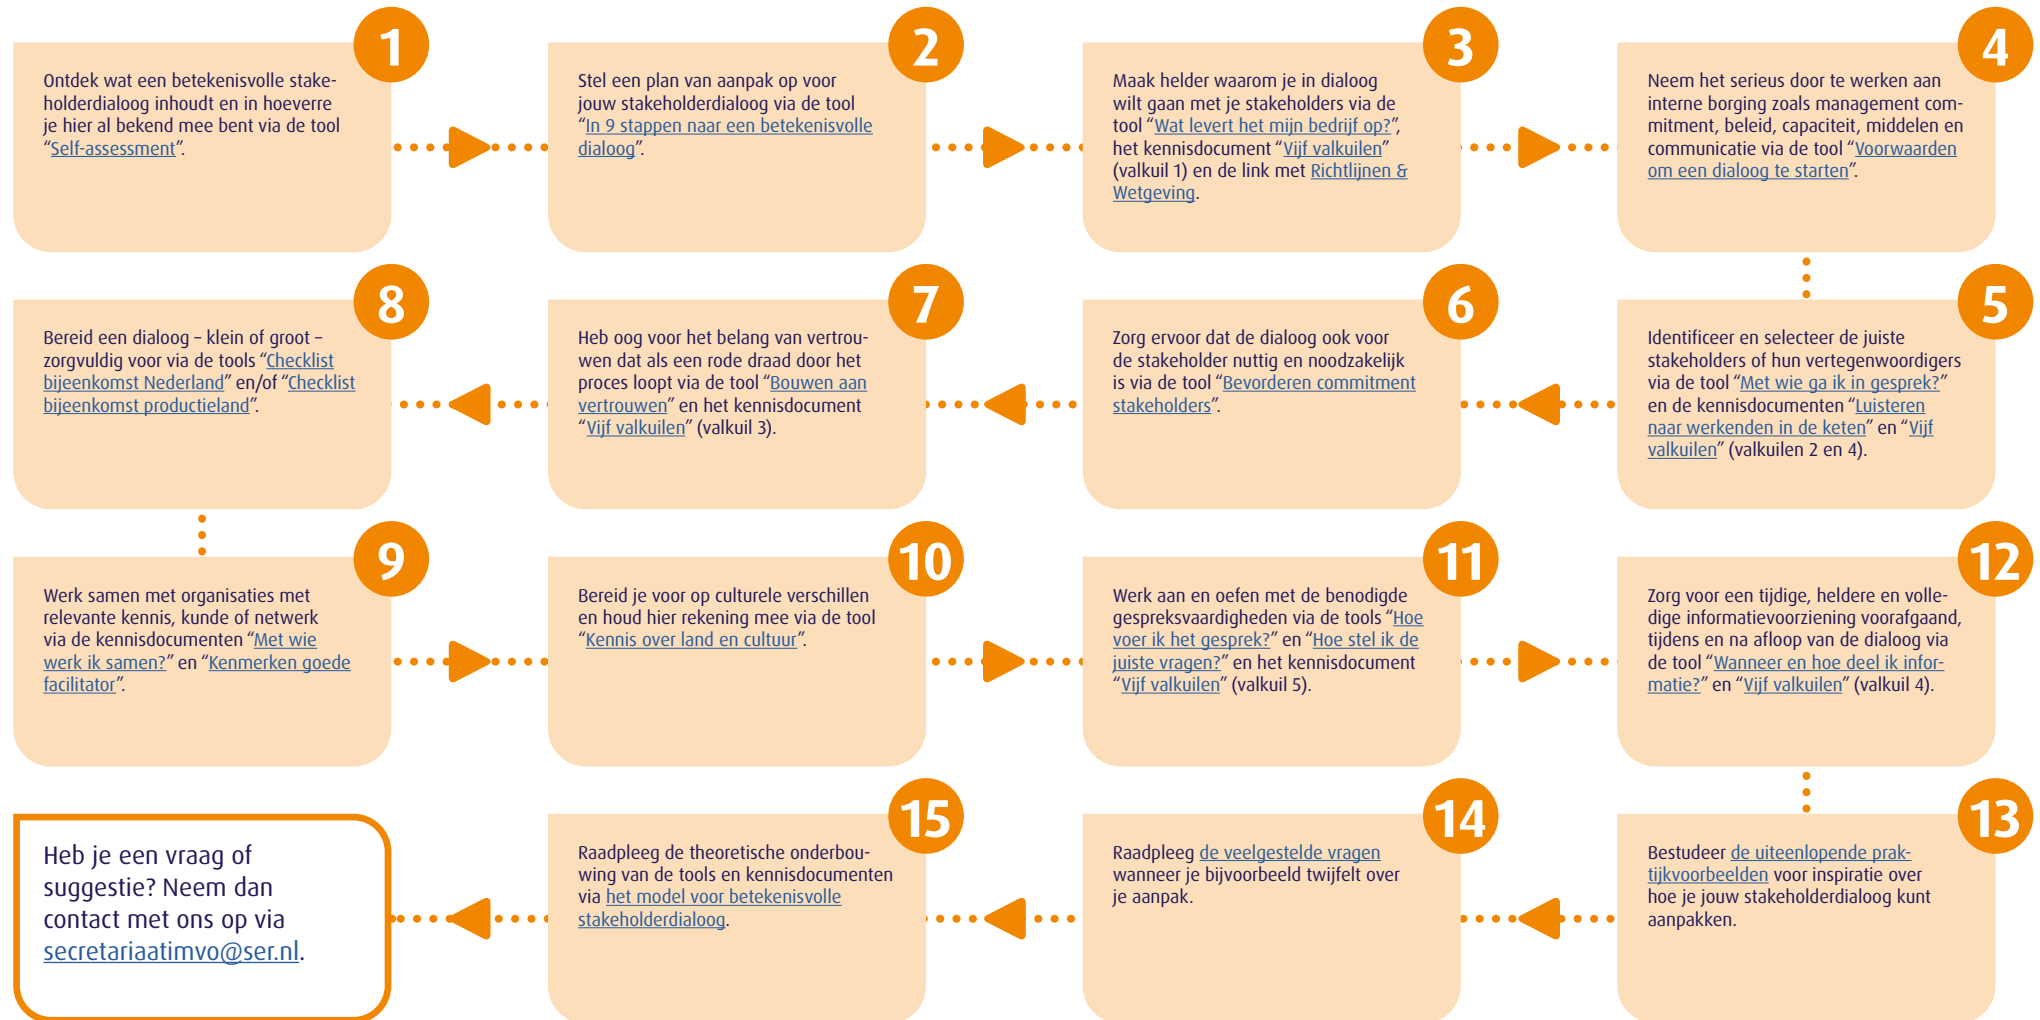 1
Ontdek wat een betekenisvolle stake-
holderdialoog inhoudt en in hoeverre
je hier al bekend mee bent via de tool
“Self-assessment”.
2
Stel een plan van aanpak op voor
jouw stakeholderdialoog via de tool
“In 9 stappen naar een betekenisvolle
dialoog”.
3
Maak helder waarom je in dialoog
wilt gaan met je stakeholders via de
tool “Wat levert het mijn bedrijf op?”,
het kennisdocument “Vijf valkuilen”
(valkuil 1) en de link met Richtlijnen &
Wetgeving.
4
Neem het serieus door te werken aan
interne borging zoals management com-
mitment, beleid, capaciteit, middelen en
communicatie via de tool “Voorwaarden
om een dialoog te starten”.
5
Identificeer en selecteer de juiste
stakeholders of hun vertegenwoordigers
via de tool “Met wie ga ik in gesprek?”
en de kennisdocumenten “Luisteren
naar werkenden in de keten” en “Vijf
valkuilen” (valkuilen 2 en 4).
6
Zorg ervoor dat de dialoog ook voor
de stakeholder nuttig en noodzakelijk
is via de tool “Bevorderen commitment
stakeholders”.
7
Heb oog voor het belang van vertrou-
wen dat als een rode draad door het
proces loopt via de tool “Bouwen aan
vertrouwen” en het kennisdocument
“Vijf valkuilen” (valkuil 3).
8
Bereid een dialoog – klein of groot –
zorgvuldig voor via de tools “Checklist
bijeenkomst Nederland” en/of “Checklist
bijeenkomst productieland”.
9
Werk samen met organisaties met
relevante kennis, kunde of netwerk
via de kennisdocumenten “Met wie
werk ik samen?” en “Kenmerken goede
facilitator”.
10
Bereid je voor op culturele verschillen
en houd hier rekening mee via de tool
“Kennis over land en cultuur”.
11
Werk aan en oefen met de benodigde
gespreksvaardigheden via de tools “Hoe
voer ik het gesprek?” en “Hoe stel ik de
juiste vragen?” en het kennisdocument
“Vijf valkuilen” (valkuil 5).
12
Zorg voor een tijdige, heldere en volle-
dige informatievoorziening voorafgaand,
tijdens en na afloop van de dialoog via
de tool “Wanneer en hoe deel ik infor-
matie?” en “Vijf valkuilen” (valkuil 4).
13
Bestudeer de uiteenlopende prak-
tijkvoorbeelden voor inspiratie over
hoe je jouw stakeholderdialoog kunt
aanpakken.
14
Raadpleeg de veelgestelde vragen
wanneer je bijvoorbeeld twijfelt over
je aanpak.
15
Raadpleeg de theoretische onderbou-
wing van de tools en kennisdocumenten
via het model voor betekenisvolle
stakeholderdialoog.
Heb je een vraag of
suggestie? Neem dan
contact met ons op via
secretariaatimvo@ser.nl.